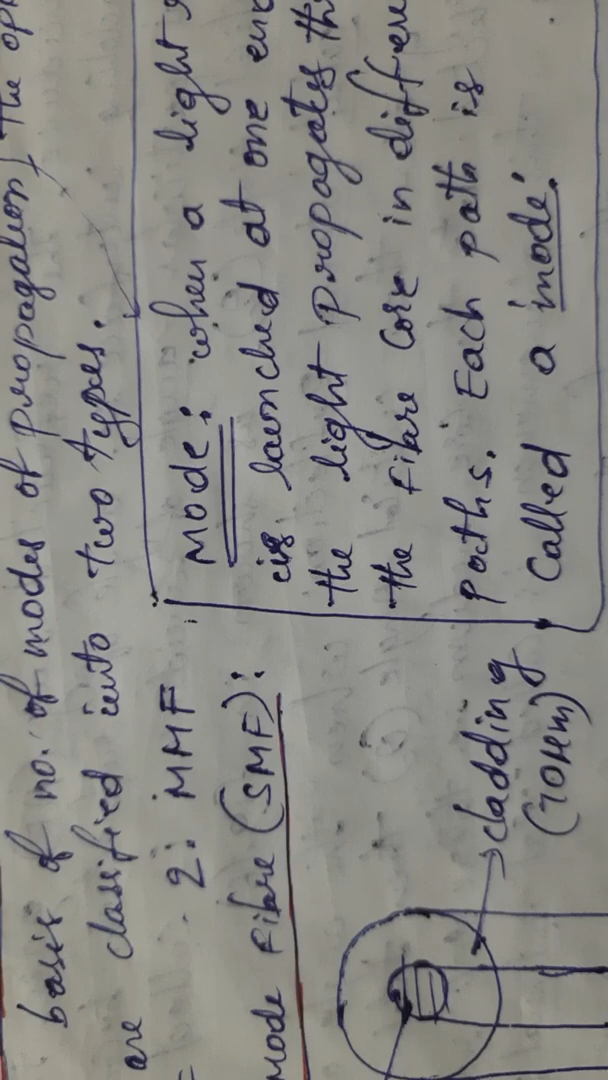 basis of no. of modes of propagation, the op
are classified into two types.
2. MMF
Mode Fibre (SMF):
Mode: when a light
is launched at one en
the light propagates th
the fibre core in differen
paths. Each path is
Called a mode.
cladding
(70μm)